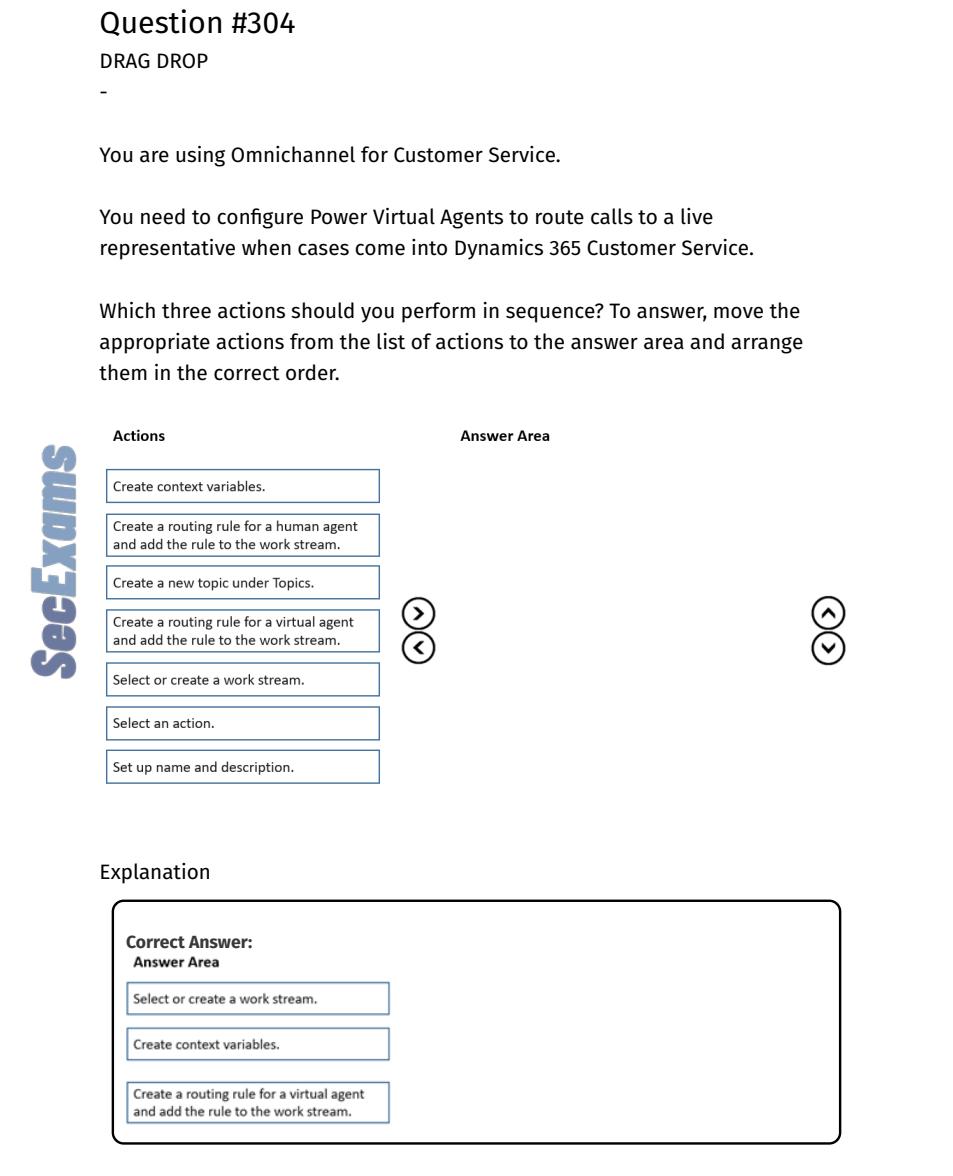 Question #304
DRAG DROP
-
You are using Omnichannel for Customer Service.
You need to configure Power Virtual Agents to route calls to a live
representative when cases come into Dynamics 365 Customer Service.
Which three actions should you perform in sequence? To answer, move the
appropriate actions from the list of actions to the answer area and arrange
them in the correct order.
Actions
Answer Area
SecExams
Create context variables.
Create a routing rule for a human agent
and add the rule to the work stream.
Create a new topic under Topics.
Create a routing rule for a virtual agent
and add the rule to the work stream.
Select or create a work stream.
Select an action.
Set up name and description.
Explanation
Correct Answer:
Answer Area
Select or create a work stream.
Create context variables.
Create a routing rule for a virtual agent
and add the rule to the work stream.